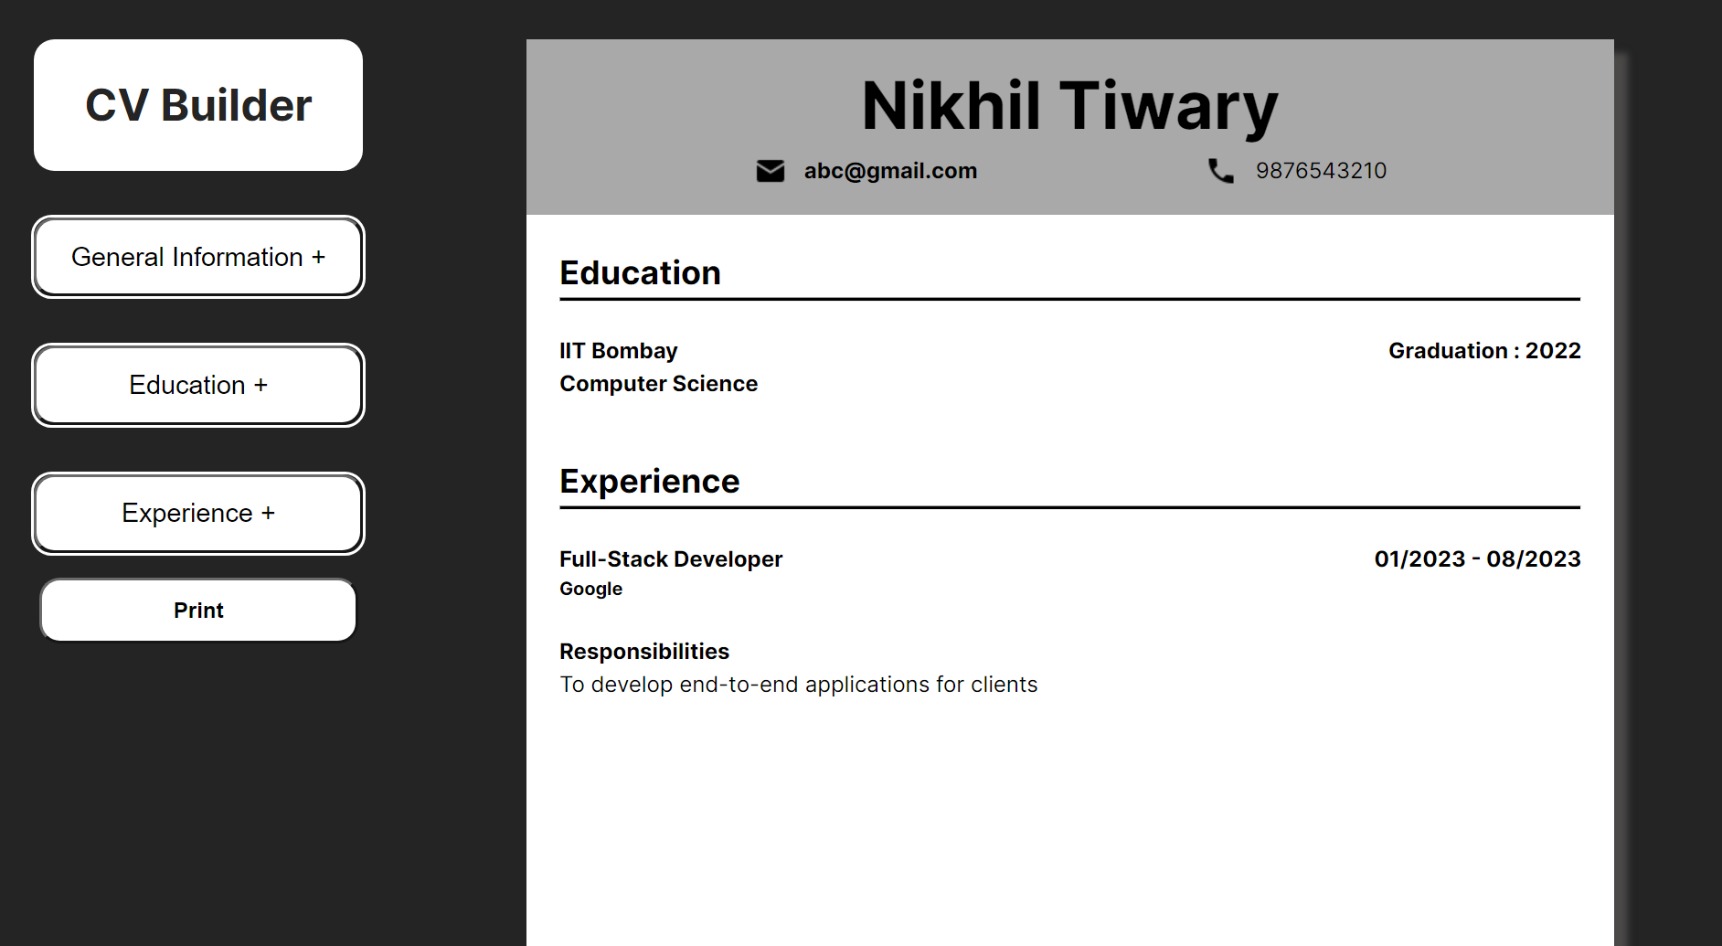 CV Builder
General Information +
Education +
Experience +
Print
Nikhil Tiwary
abc@gmail.com 9876543210
Education
IIT Bombay Graduation : 2022
Computer Science
Experience
Full-Stack Developer 01/2023 - 08/2023
Google
Responsibilities
To develop end-to-end applications for clients